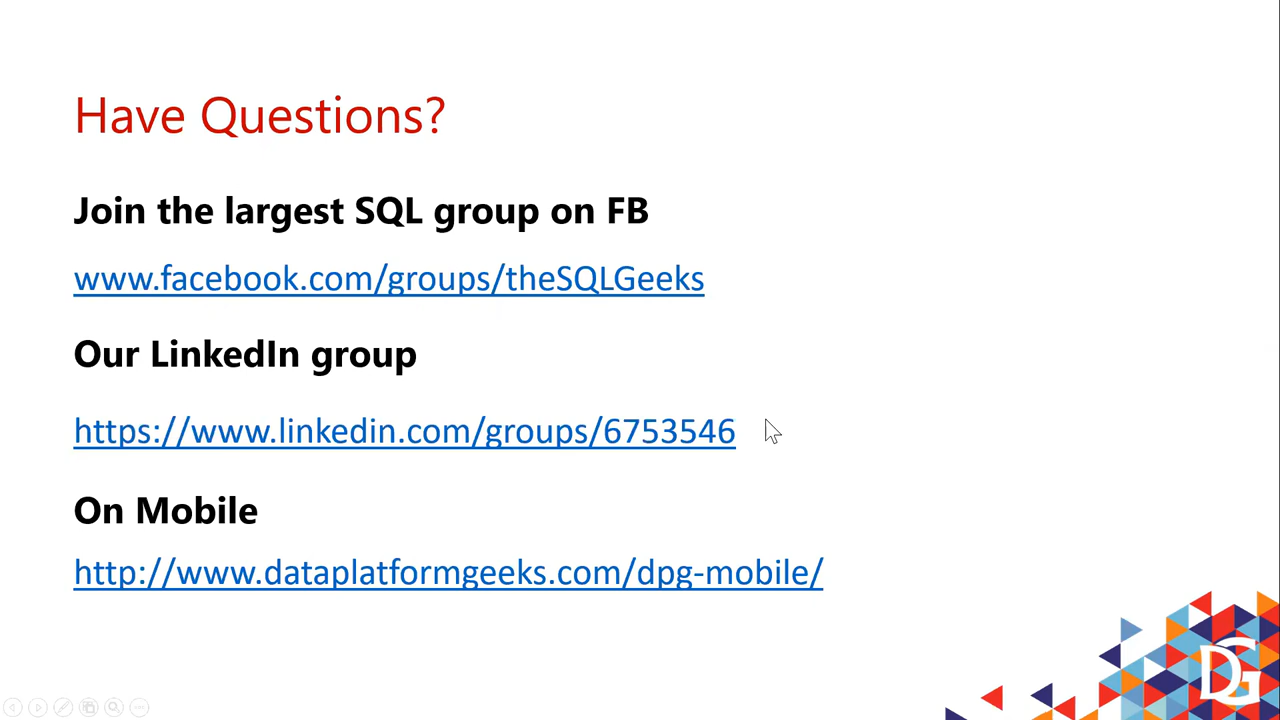 Have Questions?
Join the largest SQL group on FB
www.facebook.com/groups/theSQLGeeks
Our LinkedIn group
https://www.linkedin.com/groups/6753546
On Mobile
http://www.dataplatformgeeks.com/dpg-mobile/
DG